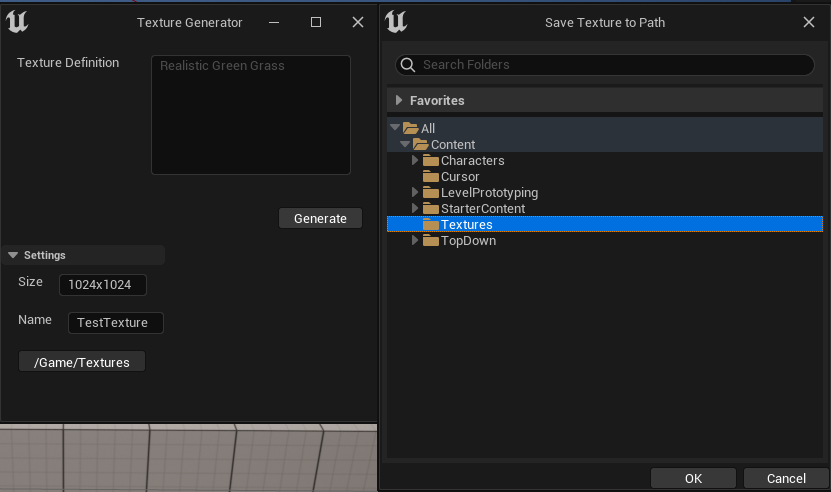 Texture Generator
Texture Definition
Realistic Green Grass
Generate
Settings
Size
1024x1024
Name
TestTexture
/Game/Textures
Save Texture to Path
Search Folders
Favorites
All
Content
Characters
Cursor
LevelPrototyping
StarterContent
Textures
TopDown
OK
Cancel